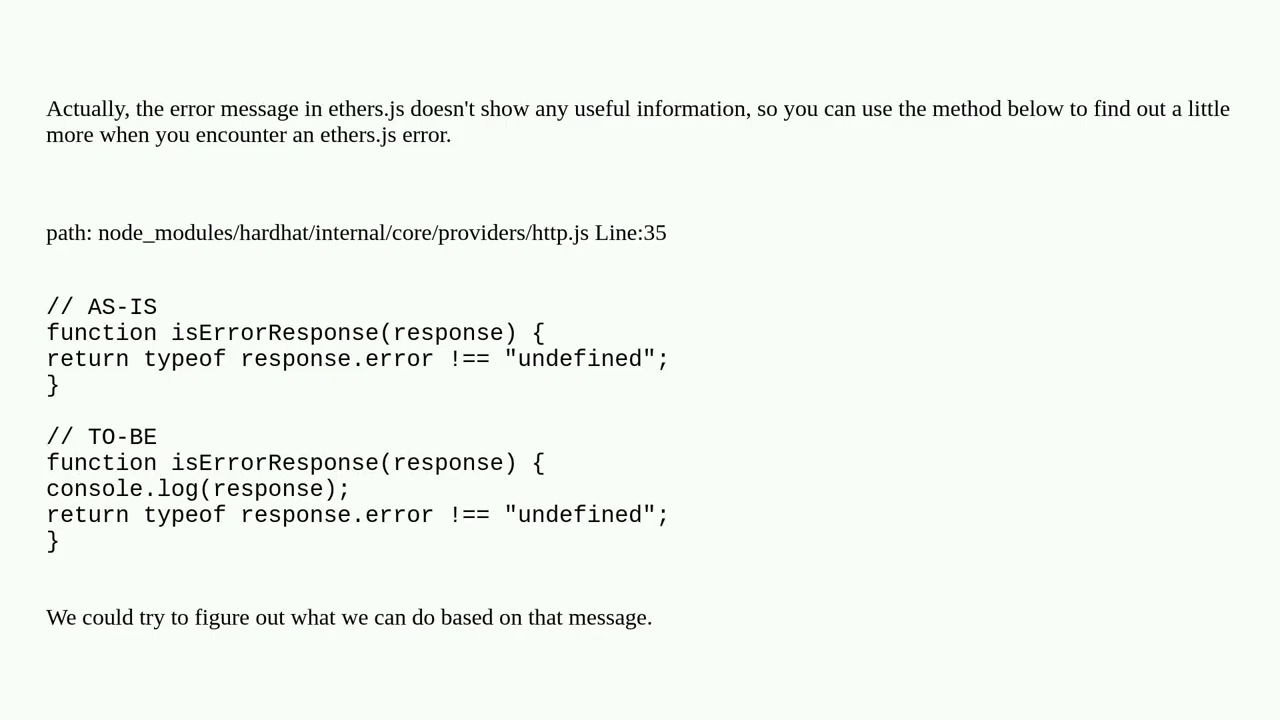 Actually, the error message in ethers.js doesn't show any useful information, so you can use the method below to find out a little
more when you encounter an ethers.js error.
path: node_modules/hardhat/internal/core/providers/http.js Line:35
// AS-IS
function isErrorResponse(response) {
return typeof response.error !== "undefined";
}
// TO-BE
function isErrorResponse(response) {
console.log(response);
return typeof response.error !== "undefined";
}
We could try to figure out what we can do based on that message.